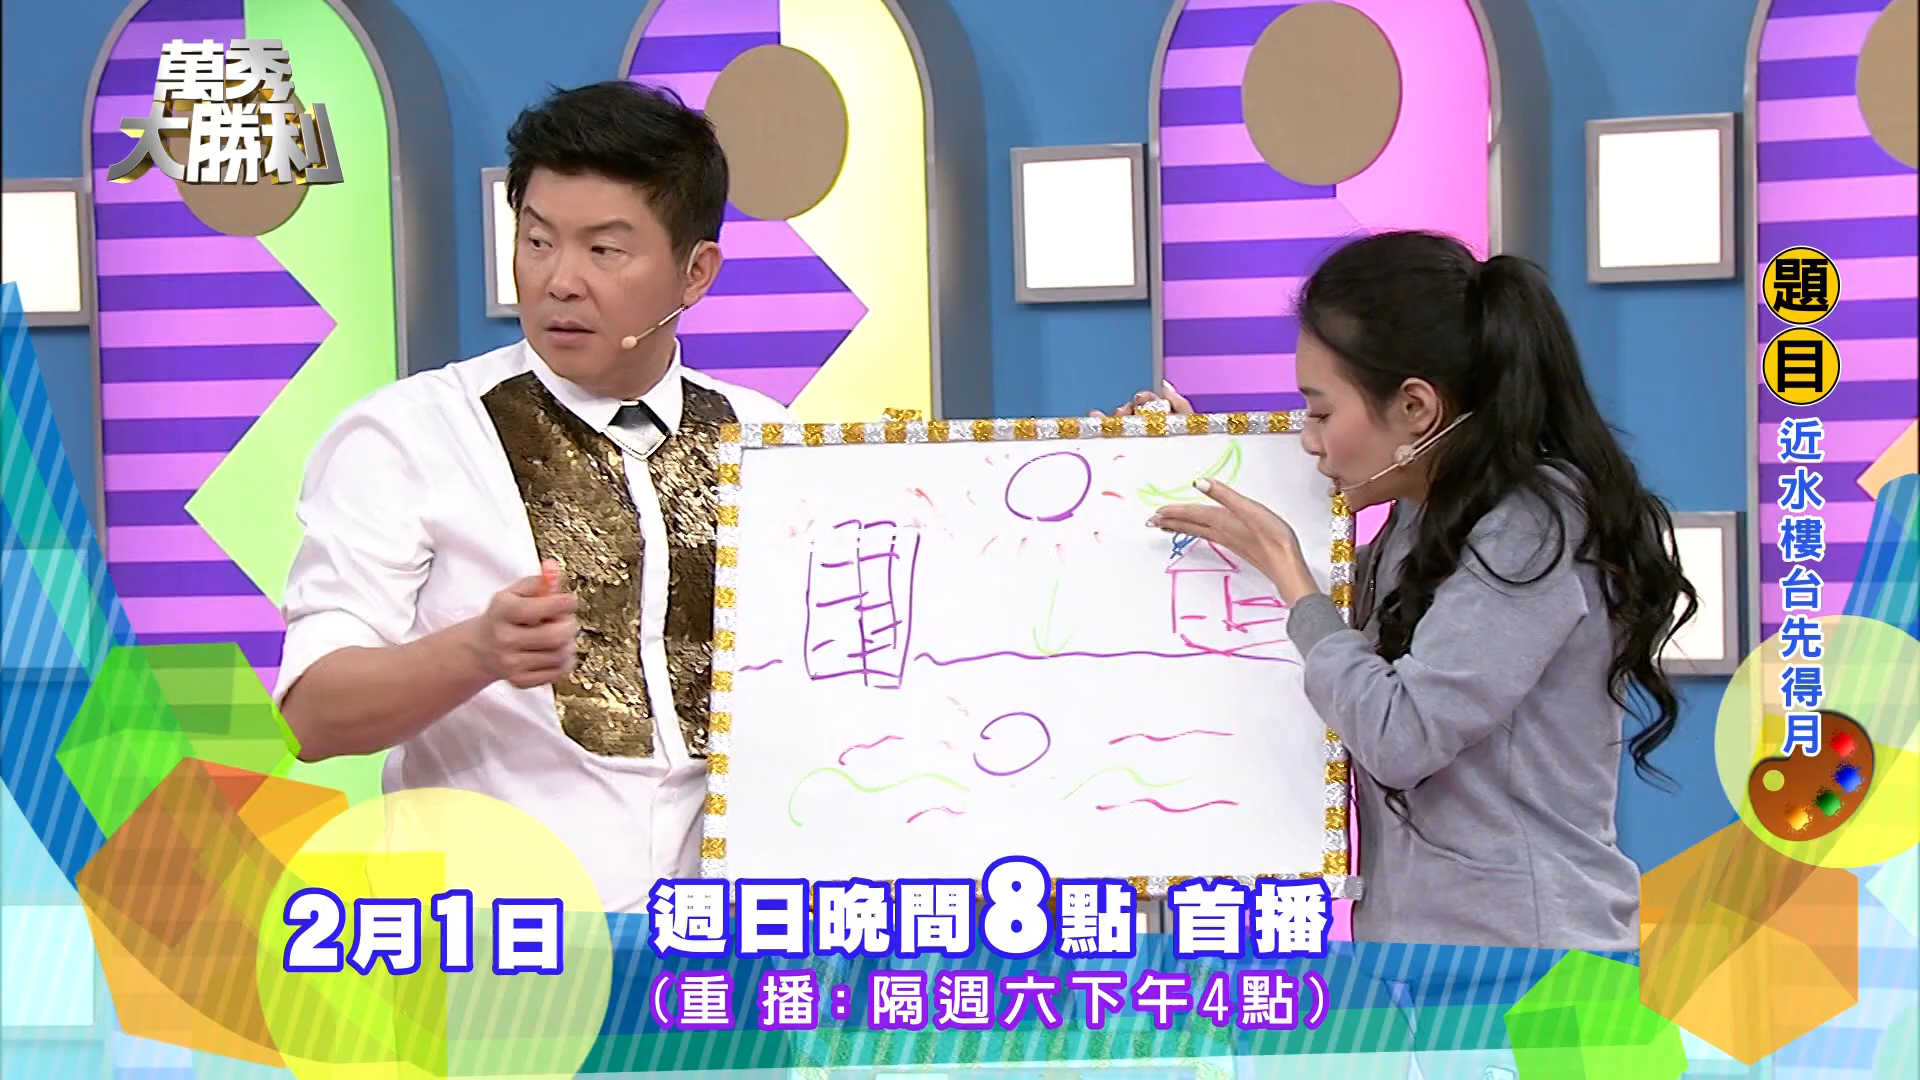 萬秀
大勝利
題目 近水樓台先得月
2月1日 週日晚間8點 首播
(重播：隔週六下午4點)